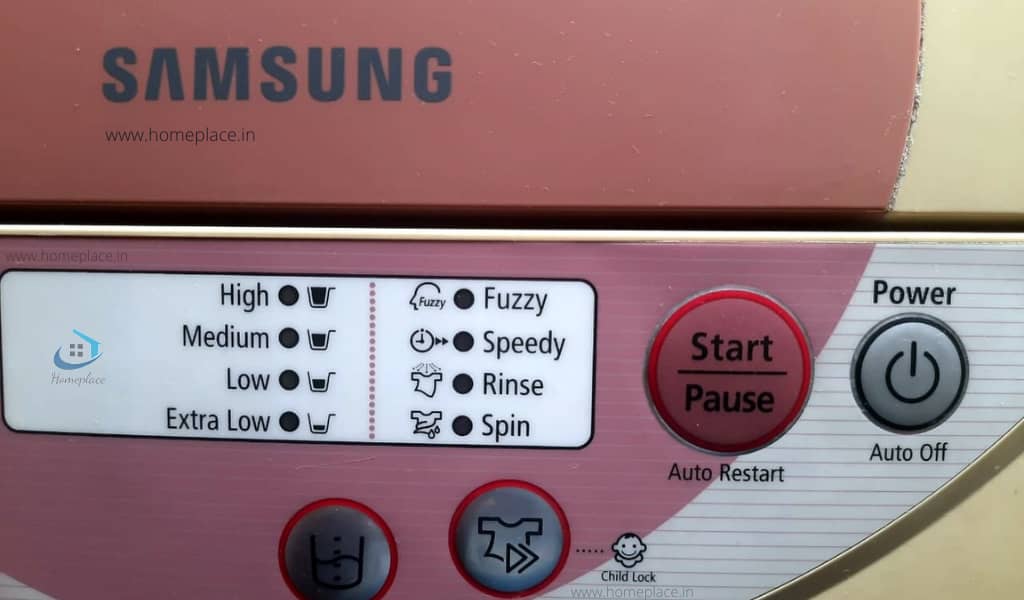 SAMSUNG
www.homeplace.in
www.homeplace.in
High
Medium
Low
Extra Low
Homeplace
Fuzzy
Fuzzy
Speedy
Rinse
Spin
Start
Pause
Auto Restart
Power
Auto Off
Child Lock
www.homeplace.in